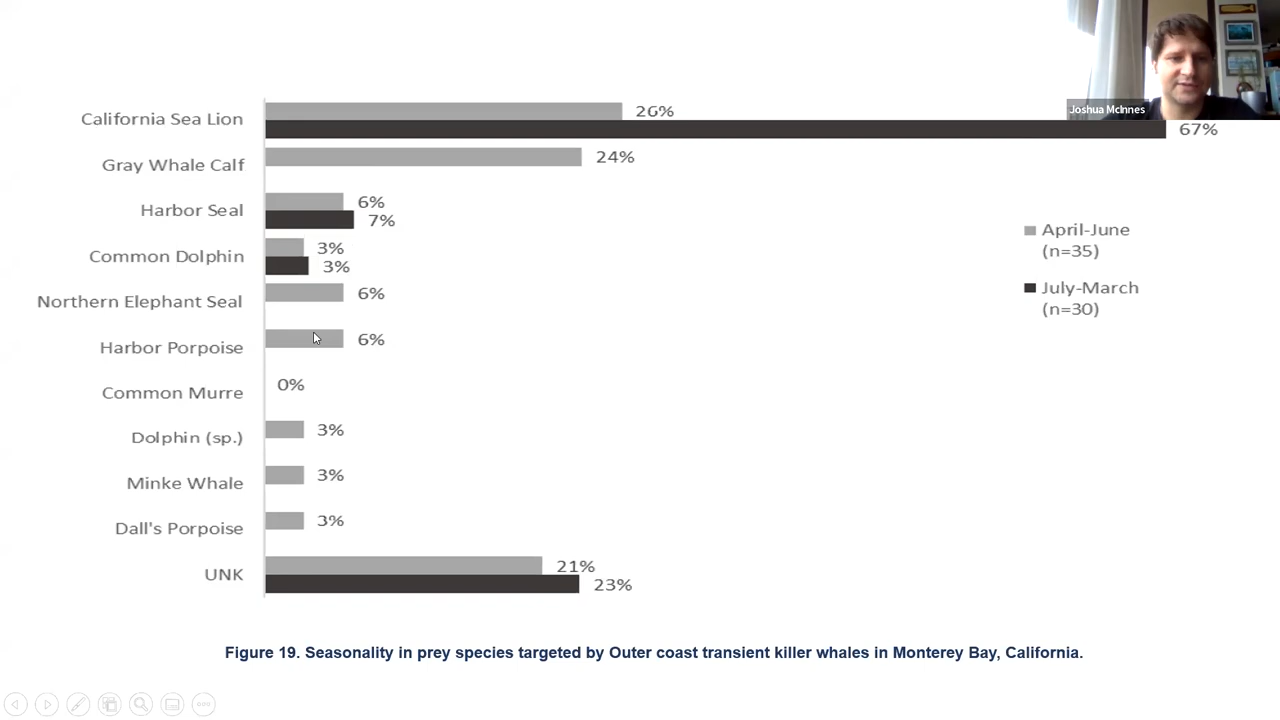 Joshua McInnes
California Sea Lion
26%
67%
Gray Whale Calf
24%
Harbor Seal
6%
7%
Common Dolphin
3%
3%
Northern Elephant Seal
6%
Harbor Porpoise
6%
Common Murre
0%
Dolphin (sp.)
3%
Minke Whale
3%
Dall's Porpoise
3%
UNK
21%
23%
April-June
(n=35)
July-March
(n=30)
Figure 19. Seasonality in prey species targeted by Outer coast transient killer whales in Monterey Bay, California.